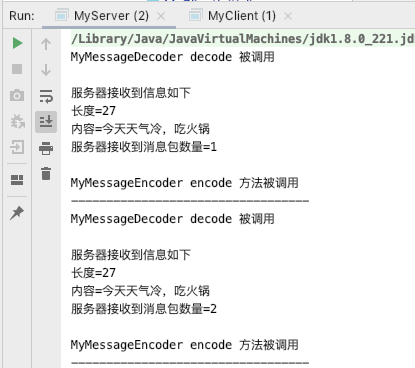 Run: MyServer (2) × MyClient (1) ×
/Library/Java/JavaVirtualMachines/jdk1.8.0_221.jd
MyMessageDecoder decode 被调用
服务器接收到信息如下
长度=27
内容=今天天气冷，吃火锅
服务器接收到消息包数量=1
MyMessageEncoder encode 方法被调用
----------------------------------
MyMessageDecoder decode 被调用
服务器接收到信息如下
长度=27
内容=今天天气冷，吃火锅
服务器接收到消息包数量=2
MyMessageEncoder encode 方法被调用
----------------------------------